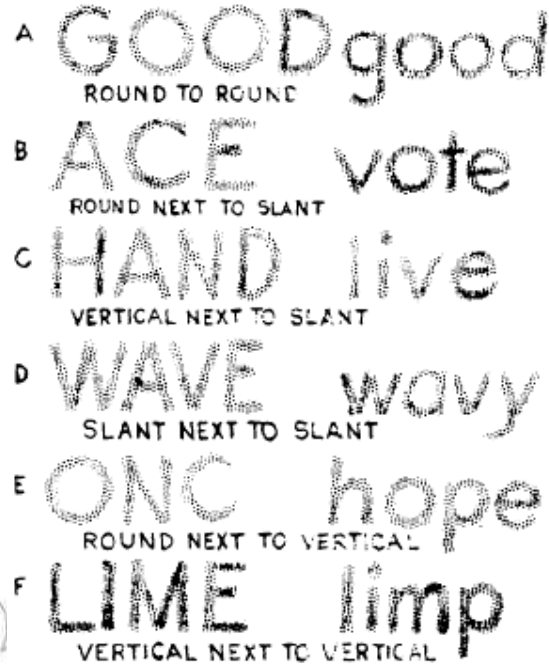 A GOOD good
ROUND TO ROUND
B ACE vote
ROUND NEXT TO SLANT
C HAND live
VERTICAL NEXT TO SLANT
D WAVE wavy
SLANT NEXT TO SLANT
E ONC hope
ROUND NEXT TO VERTICAL
F LIME limp
VERTICAL NEXT TO VERTICAL